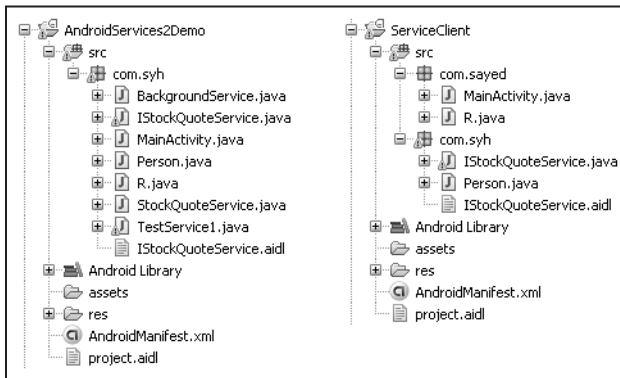 AndroidServices2Demo
src
com.syh
BackgroundService.java
IStockQuoteService.java
MainActivity.java
Person.java
R.java
StockQuoteService.java
TestService1.java
IStockQuoteService.aidl
Android Library
assets
res
AndroidManifest.xml
project.aidl
ServiceClient
src
com.sayed
MainActivity.java
R.java
com.syh
IStockQuoteService.java
Person.java
IStockQuoteService.aidl
Android Library
assets
res
AndroidManifest.xml
project.aidl